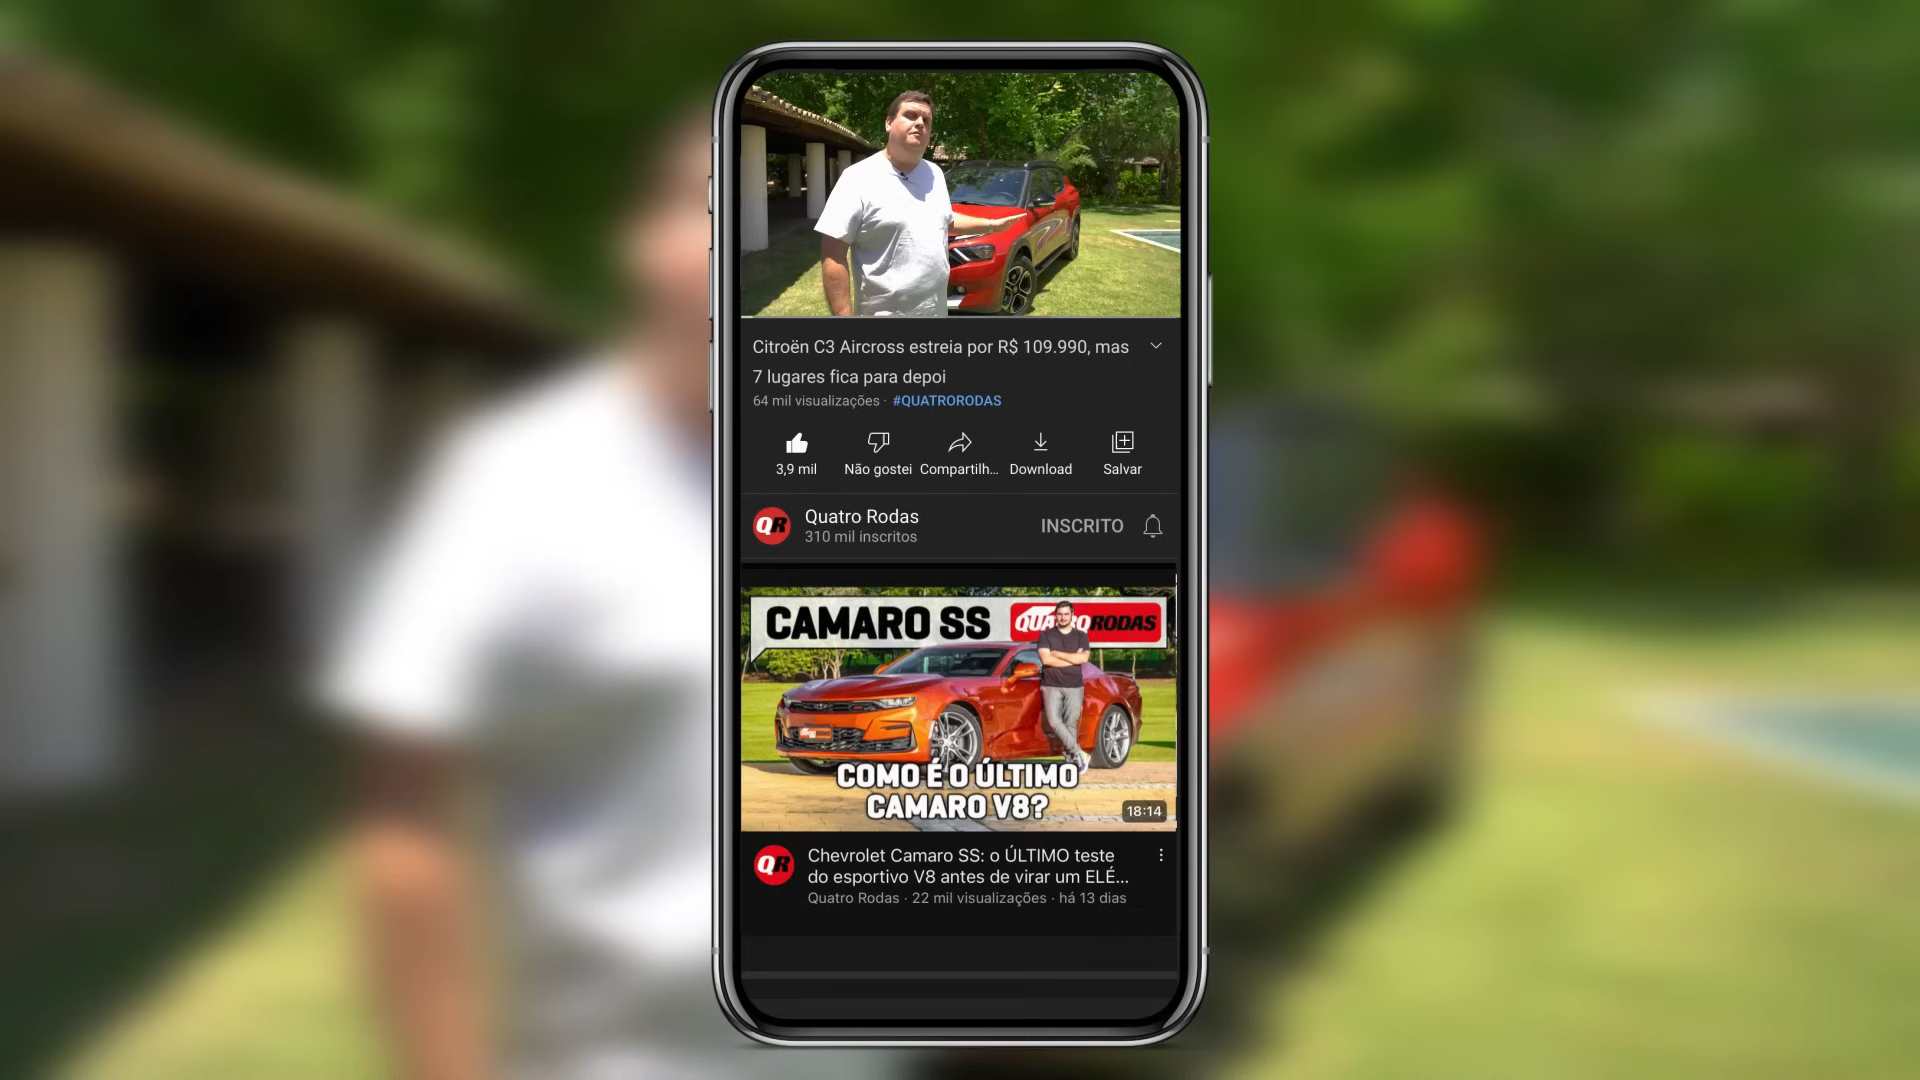 Citroën C3 Aircross estreia por R$ 109.990, mas
7 lugares fica para depoi
64 mil visualizações · #QUATRORODAS
3,9 mil
Não gostei
Compartilh...
Download
Salvar
QR
Quatro Rodas
310 mil inscritos
INSCRITO
CAMARO SS
QUATRO RODAS
COMO É O ÚLTIMO
CAMARO V8?
18:14
QR
Chevrolet Camaro SS: o ÚLTIMO teste
do esportivo V8 antes de virar um ELÉ...
Quatro Rodas · 22 mil visualizações · há 13 dias